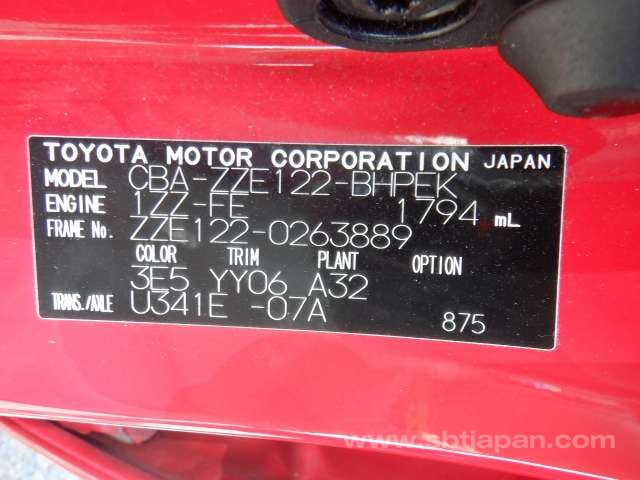 TOYOTA MOTOR CORPORATION JAPAN
MODEL CBA-ZZE122-BHPEK
ENGINE 1ZZ-FE 1794 mL
FRAME No. ZZE122-0263889
COLOR TRIM PLANT OPTION
3E5 YY06 A32
TRANS./AXLE U341E -07A 875
www.sbtjapan.com